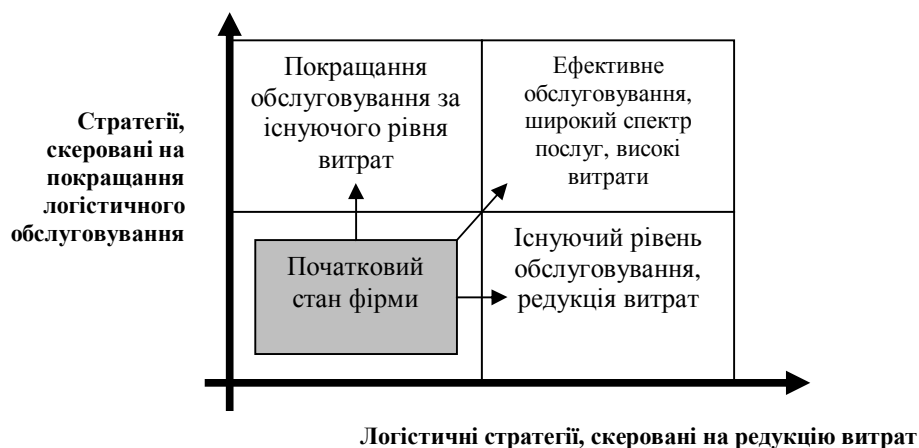 Стратегії,
скеровані на
покращання
логістичного
обслуговування
Покращання
обслуговування за
існуючого рівня
витрат
Ефективне
обслуговування,
широкий спектр
послуг, високі
витрати
Початковий
стан фірми
Існуючий рівень
обслуговування,
редукція витрат
Логістичні стратегії, скеровані на редукцію витрат